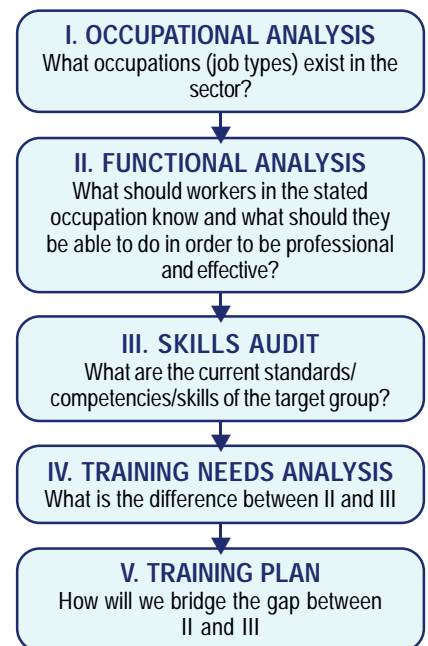 I. OCCUPATIONAL ANALYSIS
What occupations (job types) exist in the
sector?
II. FUNCTIONAL ANALYSIS
What should workers in the stated
occupation know and what should they
be able to do in order to be professional
and effective?
III. SKILLS AUDIT
What are the current standards/
competencies/skills of the target group?
IV. TRAINING NEEDS ANALYSIS
What is the difference between II and III
V. TRAINING PLAN
How will we bridge the gap between
II and III